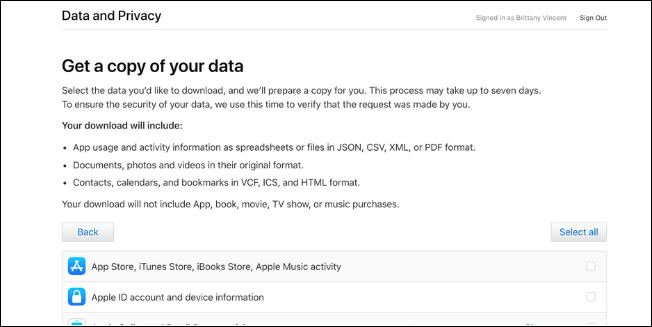 Data and Privacy
Signed in as Brittany Vincent
Sign Out
Get a copy of your data
Select the data you'd like to download, and we'll prepare a copy for you. This process may take up to seven days.
To ensure the security of your data, we use this time to verify that the request was made by you.
Your download will include:
• App usage and activity information as spreadsheets or files in JSON, CSV, XML, or PDF format.
• Documents, photos and videos in their original format.
• Contacts, calendars, and bookmarks in VCF, ICS, and HTML format.
Your download will not include App, book, movie, TV show, or music purchases.
Back
Select all
App Store, iTunes Store, iBooks Store, Apple Music activity
Apple ID account and device information